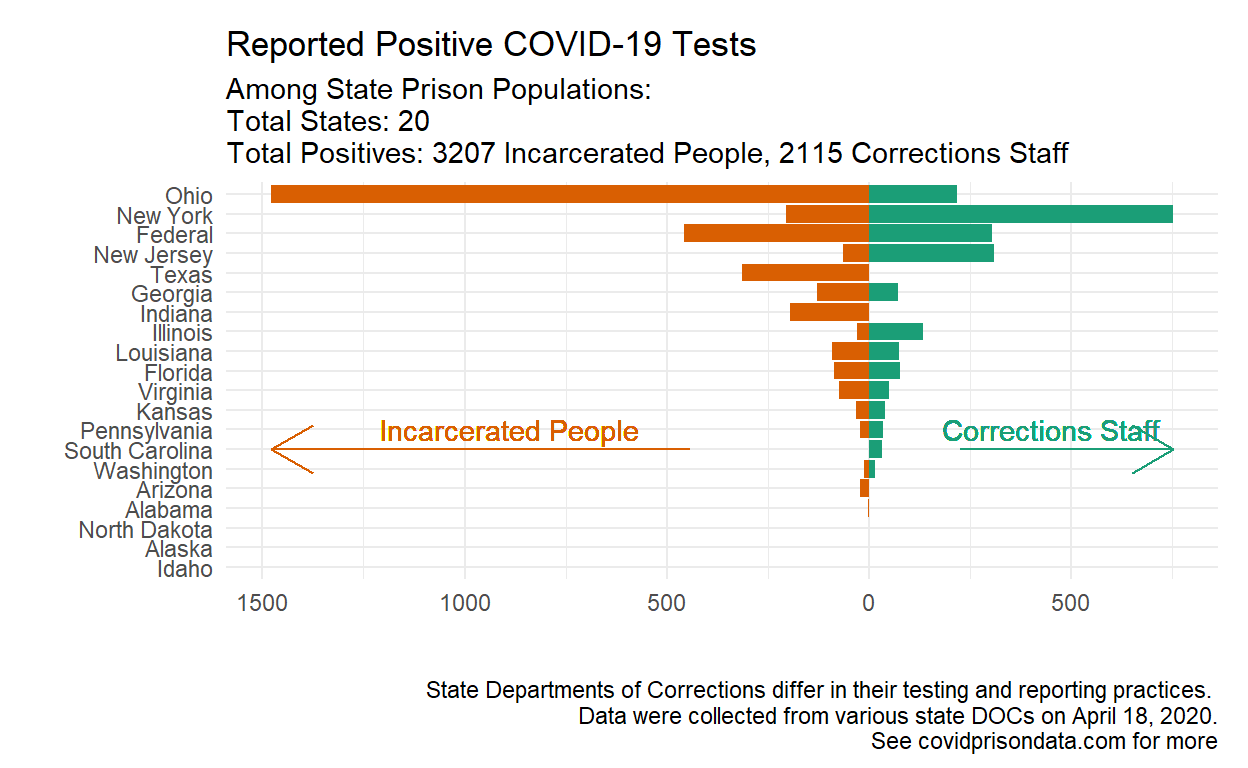 Reported Positive COVID-19 Tests
Among State Prison Populations:
Total States: 20
Total Positives: 3207 Incarcerated People, 2115 Corrections Staff
Ohio
New York
Federal
New Jersey
Texas
Georgia
Indiana
Illinois
Louisiana
Florida
Virginia
Kansas
Pennsylvania
Incarcerated People
Corrections Staff
South Carolina
Washington
Arizona
Alabama
North Dakota
Alaska
Idaho
1500 1000 500 0 500
State Departments of Corrections differ in their testing and reporting practices.
Data were collected from various state DOCs on April 18, 2020.
See covidprisondata.com for more